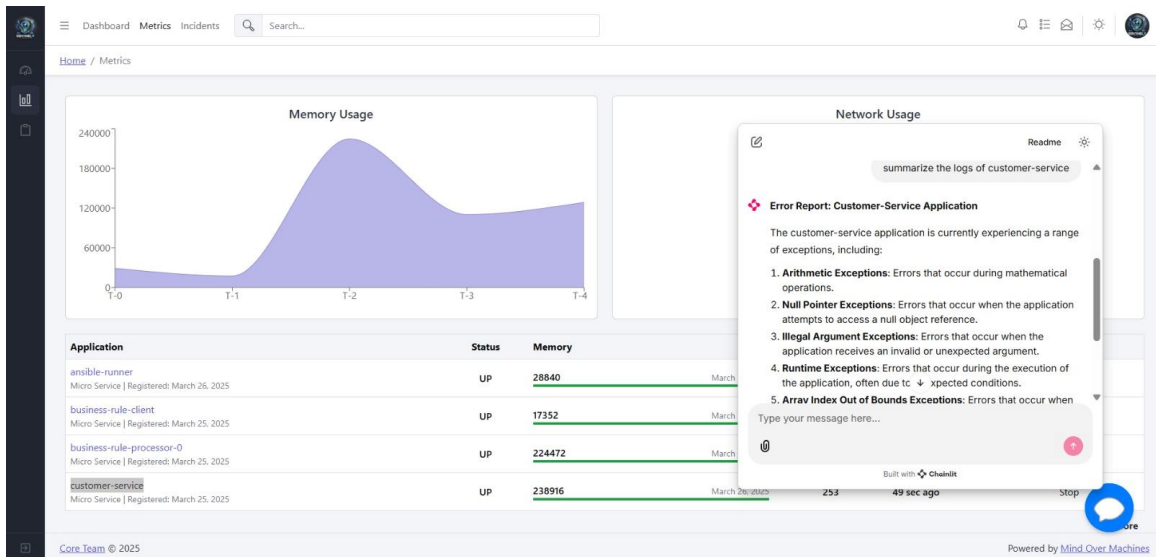 Dashboard Metrics Incidents Search...
Home / Metrics
Memory Usage
240000
180000
120000
60000
0
T-0 T-1 T-2 T-3 T-4
Network Usage
Readme
summarize the logs of customer-service
Error Report: Customer-Service Application
The customer-service application is currently experiencing a range
of exceptions, including:
1. Arithmetic Exceptions: Errors that occur during mathematical
operations.
2. Null Pointer Exceptions: Errors that occur when the application
attempts to access a null object reference.
3. Illegal Argument Exceptions: Errors that occur when the
application receives an invalid or unexpected argument.
4. Runtime Exceptions: Errors that occur during the execution of
the application, often due xpected conditions.
5. Array Index Out of Bounds Exceptions: Errors that occur when
Type your message here...
Built with Chainlit
Application Status Memory
ansible-runner
Micro Service | Registered: March 26, 2025
UP 28840 March
business-rule-client
Micro Service | Registered: March 25, 2025
UP 17352 March
business-rule-processor-0
Micro Service | Registered: March 25, 2025
UP 224472 March
customer-service
Micro Service | Registered: March 25, 2025
UP 238916 March 26, 2025 253 49 sec ago Stop
ore
Core Team © 2025
Powered by Mind Over Machines